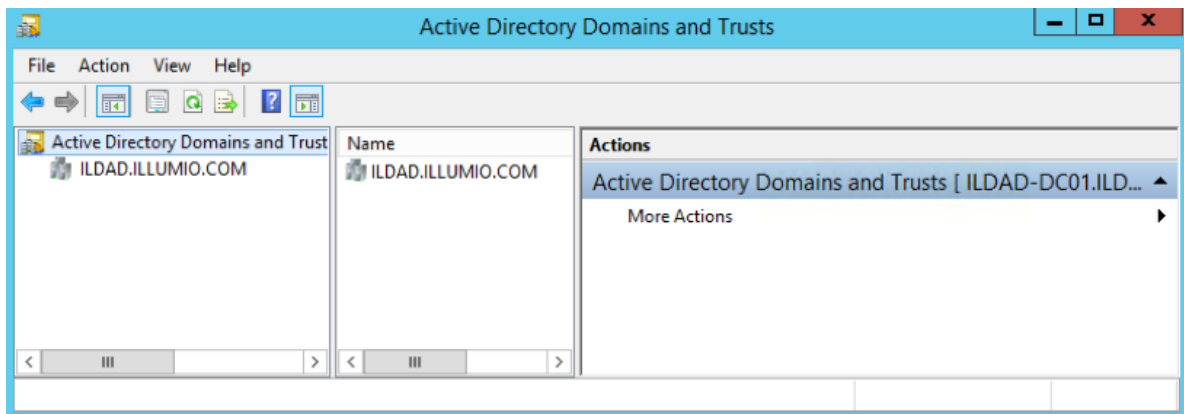 Active Directory Domains and Trusts
File Action View Help
Active Directory Domains and Trust
ILDAD.ILLUMIO.COM
Name
ILDAD.ILLUMIO.COM
Actions
Active Directory Domains and Trusts [ ILDAD-DC01.ILD...
More Actions